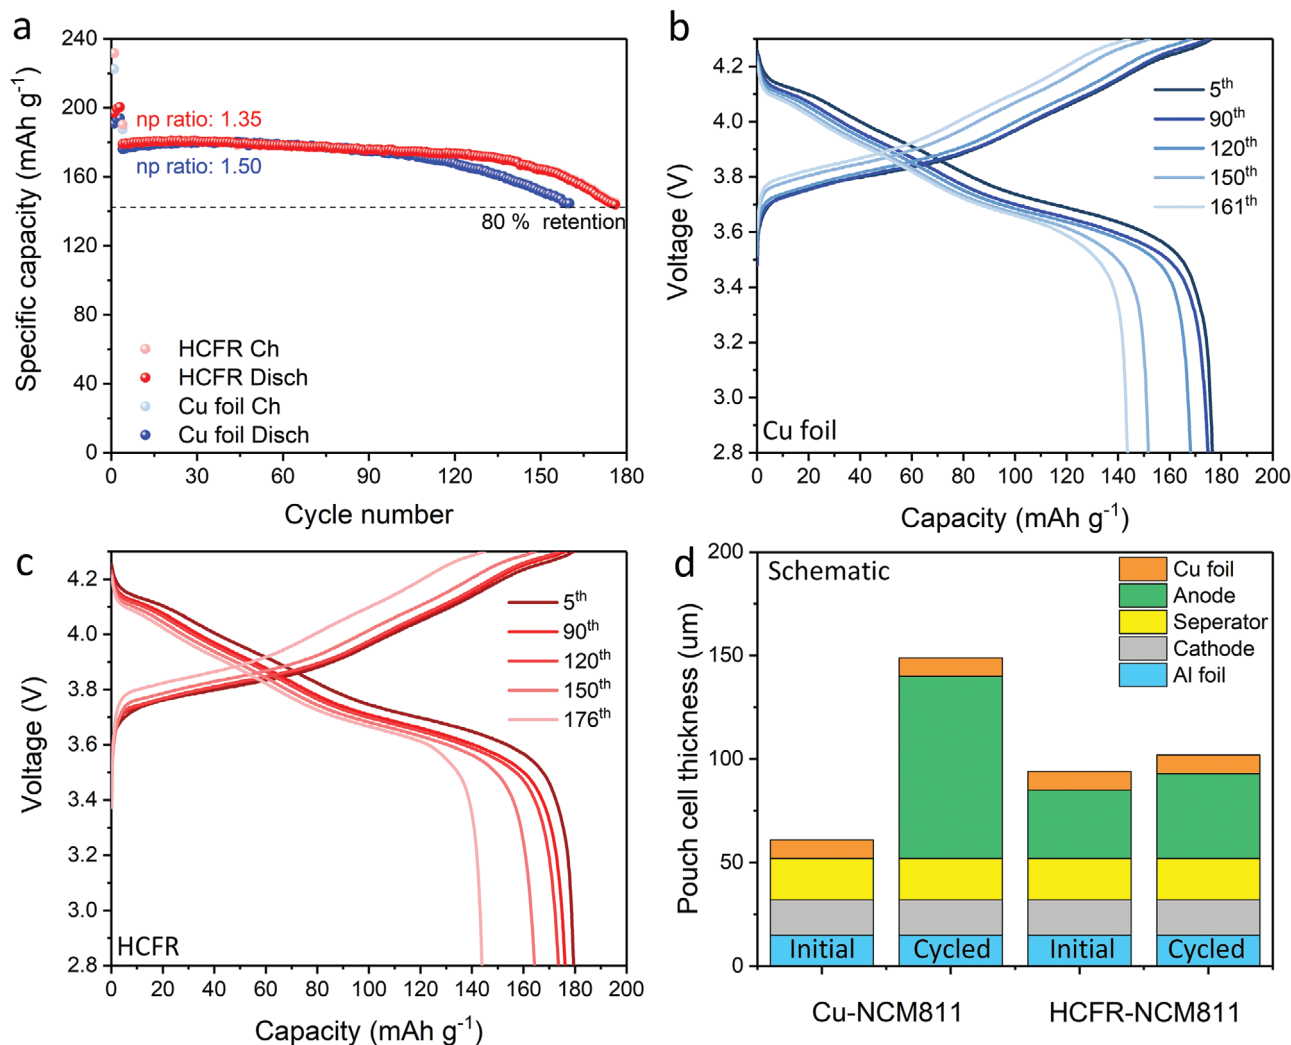 a
240
200
160
120
80
40
0
Specific capacity (mAh g⁻¹)
np ratio: 1.35
np ratio: 1.50
80 % retention
HCFR Ch
HCFR Disch
Cu foil Ch
Cu foil Disch
0 30 60 90 120 150 180
Cycle number
b
4.2
4.0
3.8
3.6
3.4
3.2
3.0
2.8
Voltage (V)
5th
90th
120th
150th
161th
Cu foil
0 20 40 60 80 100 120 140 160 180 200
Capacity (mAh g⁻¹)
c
4.2
4.0
3.8
3.6
3.4
3.2
3.0
2.8
Voltage (V)
5th
90th
120th
150th
176th
HCFR
0 20 40 60 80 100 120 140 160 180 200
Capacity (mAh g⁻¹)
d
Schematic
200
150
100
50
0
Pouch cell thickness (um)
Cu foil
Anode
Seperator
Cathode
Al foil
Initial Cycled Initial Cycled
Cu-NCM811 HCFR-NCM811